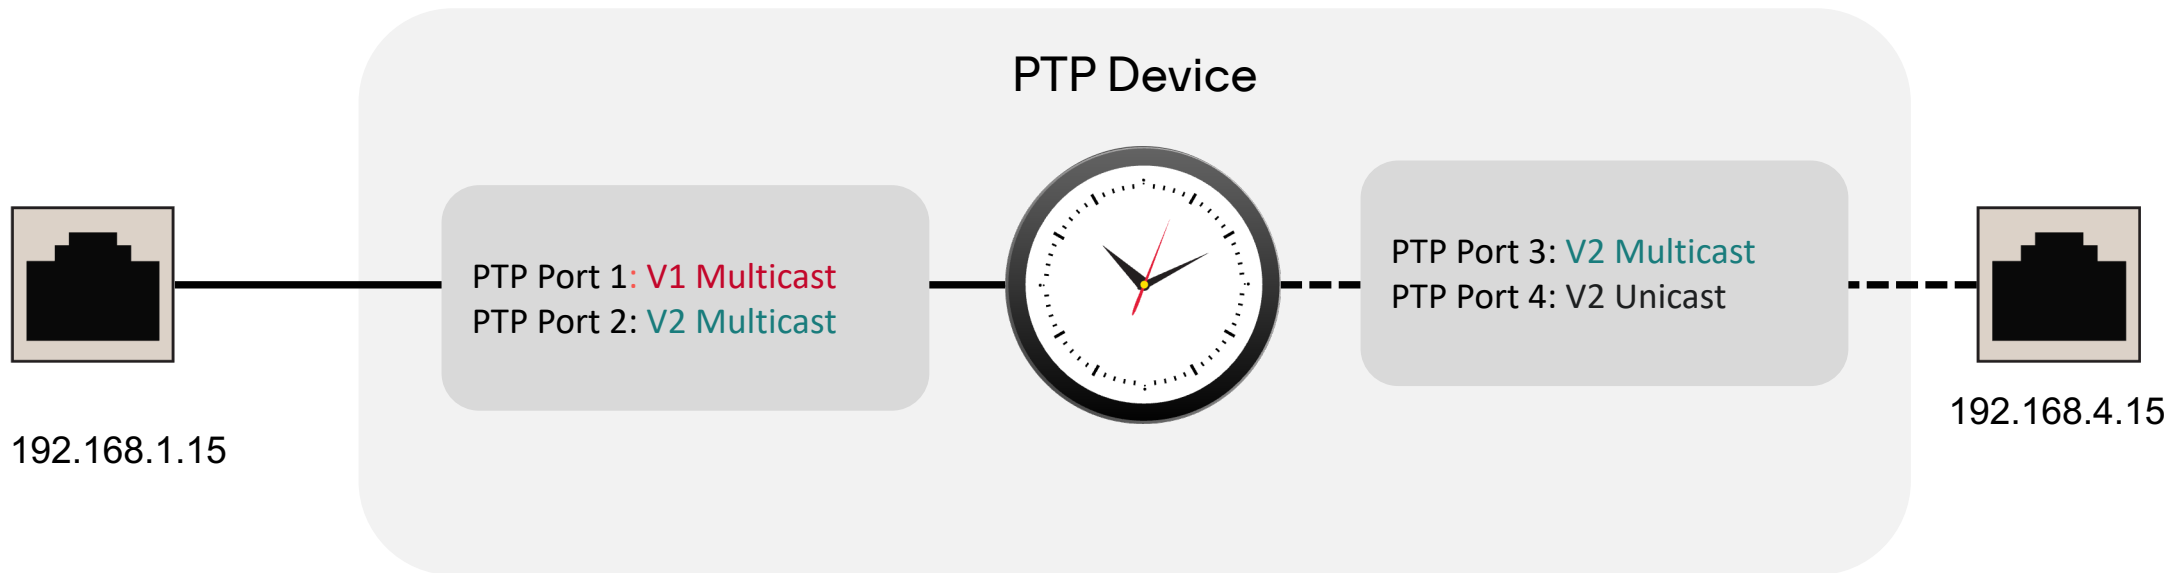 PTP Device
PTP Port 1: V1 Multicast
PTP Port 2: V2 Multicast
PTP Port 3: V2 Multicast
PTP Port 4: V2 Unicast
192.168.1.15
192.168.4.15